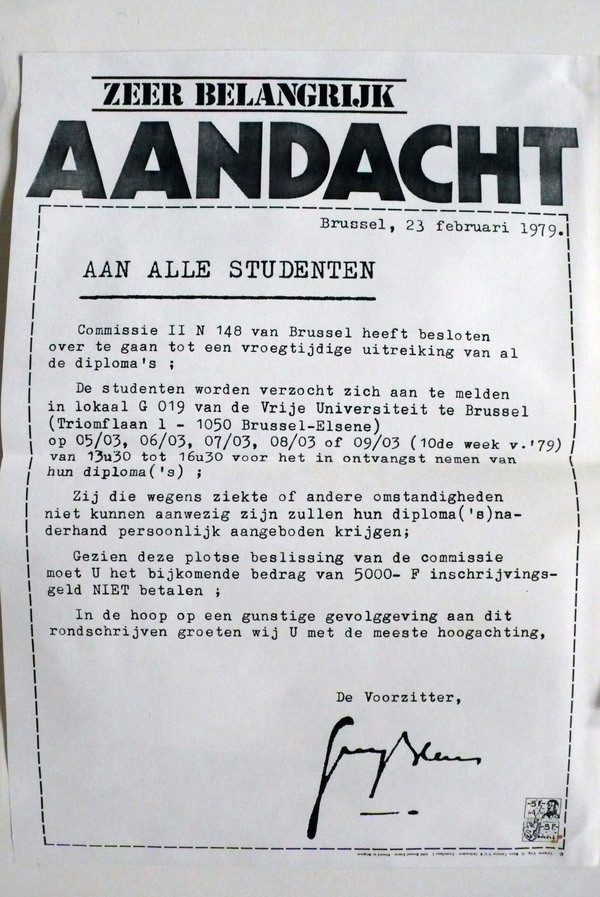 ZEER BELANGRIJK
AANDACHT
Brussel, 23 februari 1979.
AAN ALLE STUDENTEN
Commissie II N 148 van Brussel heeft besloten
over te gaan tot een vroegtijdige uitreiking van al
de diploma's ;
De studenten worden verzocht zich aan te melden
in lokaal G 019 van de Vrije Universiteit te Brussel
(Triomflaan 1 - 1050 Brussel-Elsene)
op 05/03, 06/03, 07/03, 08/03 of 09/03 (10de week v.'79)
van 13u30 tot 16u30 voor het in ontvangst nemen van
hun diploma('s) ;
Zij die wegens ziekte of andere omstandigheden
niet kunnen aanwezig zijn zullen hun diploma('s)na-
derhand persoonlijk aangeboden krijgen;
Gezien deze plotse beslissing van de commissie
moet U het bijkomende bedrag van 5000- F inschrijvings-
geld NIET betalen ;
In de hoop op een gunstige gevolggeving aan dit
rondschrijven groeten wij U met de meeste hoogachting,
De Voorzitter,